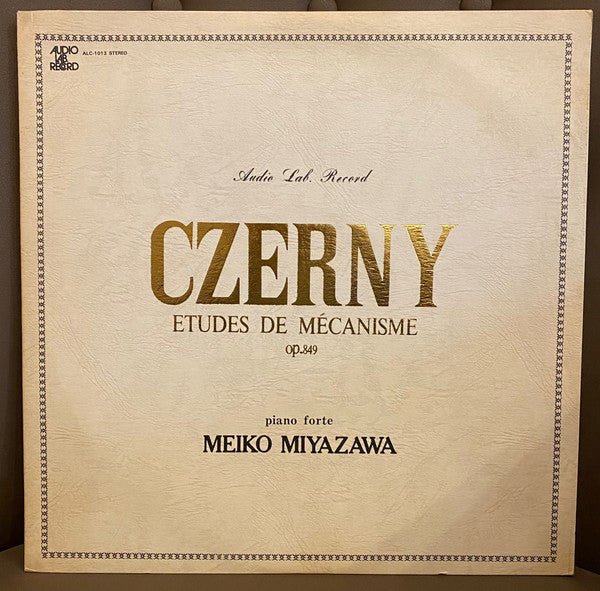 AUDIO
LAB.
RECORD
ALC-1013 STEREO
Audio Lab. Record
CZERNY
ETUDES DE MÉCANISME
op.849
piano forte
MEIKO MIYAZAWA